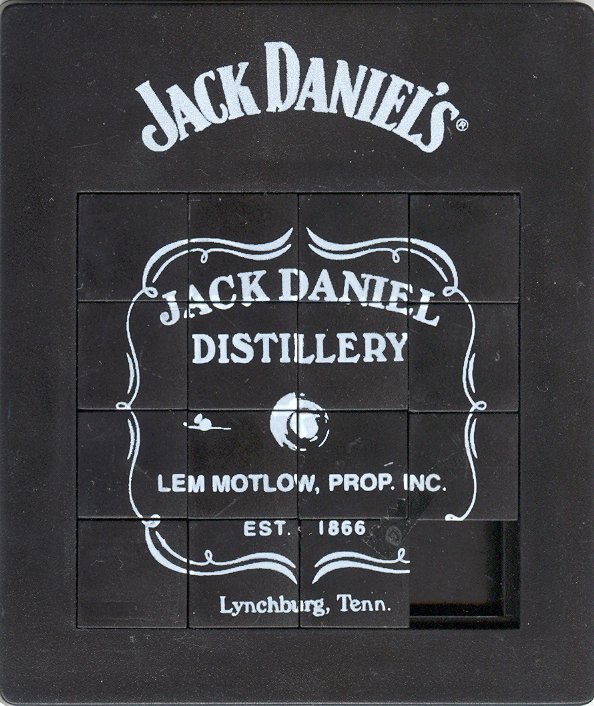 JACK DANIEL'S®
JACK DANIEL
DISTILLERY
LEM MOTLOW, PROP. INC.
EST. 1866
Lynchburg, Tenn.